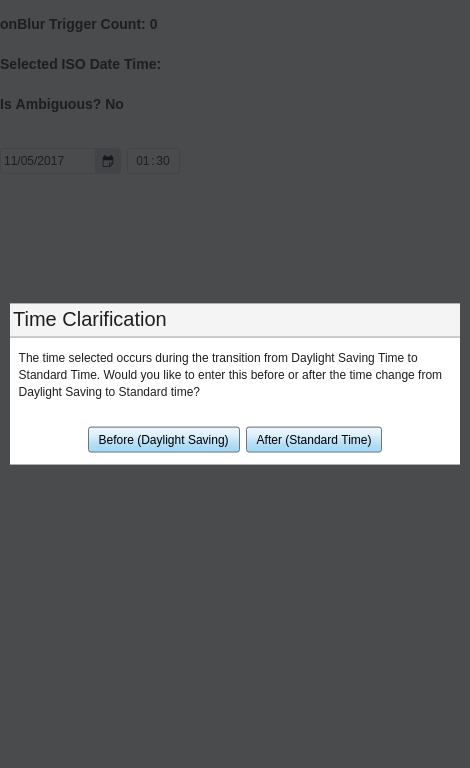 onBlur Trigger Count: 0
Selected ISO Date Time:
Is Ambiguous? No
11/05/2017 01:30
Time Clarification
The time selected occurs during the transition from Daylight Saving Time to
Standard Time. Would you like to enter this before or after the time change from
Daylight Saving to Standard time?
Before (Daylight Saving) After (Standard Time)